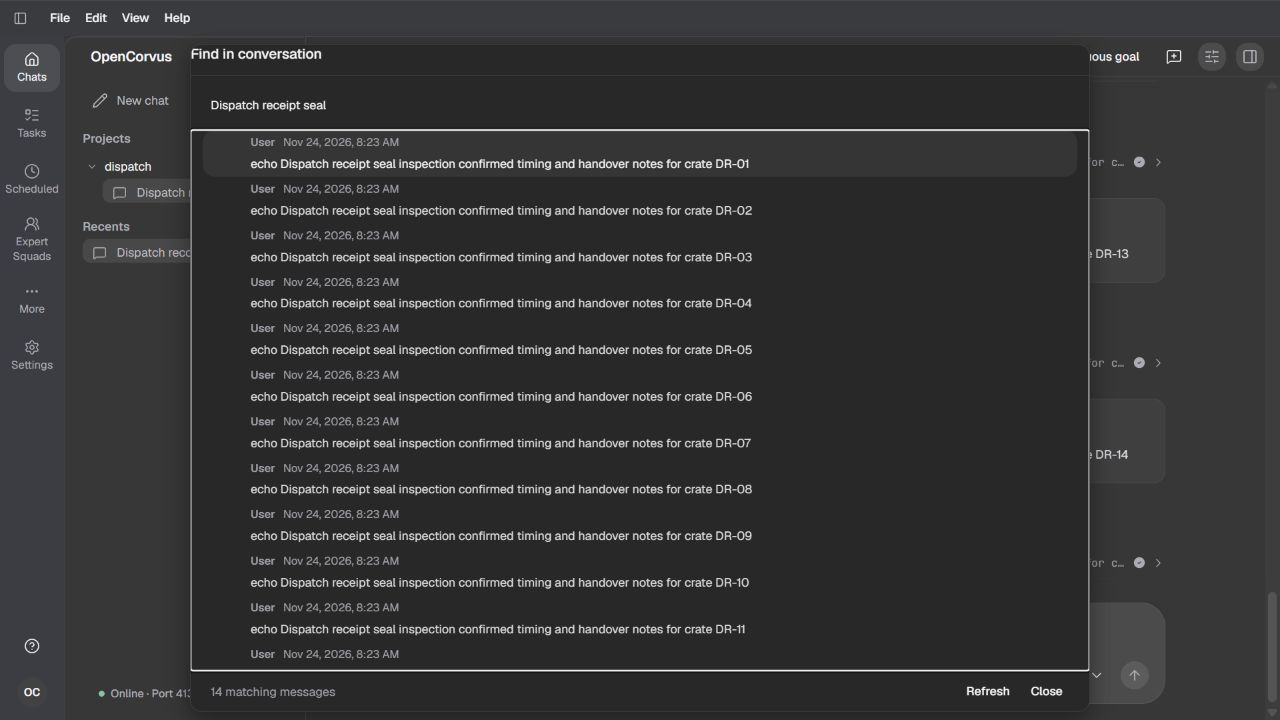 File Edit View Help
OpenCorvus
Find in conversation
ous goal
Chats
Tasks
Scheduled
Expert Squads
More
Settings
OC
New chat
Projects
dispatch
Dispatch
Recents
Dispatch
Online · Port
Dispatch receipt seal
User Nov 24, 2026, 8:23 AM
echo Dispatch receipt seal inspection confirmed timing and handover notes for crate DR-01
User Nov 24, 2026, 8:23 AM
echo Dispatch receipt seal inspection confirmed timing and handover notes for crate DR-02
User Nov 24, 2026, 8:23 AM
echo Dispatch receipt seal inspection confirmed timing and handover notes for crate DR-03
User Nov 24, 2026, 8:23 AM
echo Dispatch receipt seal inspection confirmed timing and handover notes for crate DR-04
User Nov 24, 2026, 8:23 AM
echo Dispatch receipt seal inspection confirmed timing and handover notes for crate DR-05
User Nov 24, 2026, 8:23 AM
echo Dispatch receipt seal inspection confirmed timing and handover notes for crate DR-06
User Nov 24, 2026, 8:23 AM
echo Dispatch receipt seal inspection confirmed timing and handover notes for crate DR-07
User Nov 24, 2026, 8:23 AM
echo Dispatch receipt seal inspection confirmed timing and handover notes for crate DR-08
User Nov 24, 2026, 8:23 AM
echo Dispatch receipt seal inspection confirmed timing and handover notes for crate DR-09
User Nov 24, 2026, 8:23 AM
echo Dispatch receipt seal inspection confirmed timing and handover notes for crate DR-10
User Nov 24, 2026, 8:23 AM
echo Dispatch receipt seal inspection confirmed timing and handover notes for crate DR-11
User Nov 24, 2026, 8:23 AM
14 matching messages
Refresh Close
for c…
DR-13
for c…
DR-14
for c…